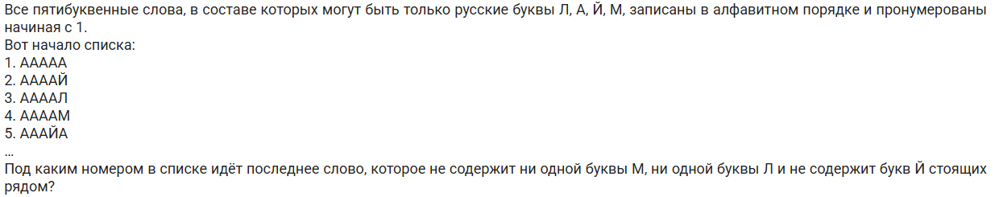 Все пятибуквенные слова, в составе которых могут быть только русские буквы Л, А, Й, М, записаны в алфавитном порядке и пронумерованы
начиная с 1.
Вот начало списка:
1. ААААА
2. ААААЙ
3. ААААЛ
4. ААААМ
5. АААЙА
...
Под каким номером в списке идёт последнее слово, которое не содержит ни одной буквы М, ни одной буквы Л и не содержит букв Й стоящих
рядом?